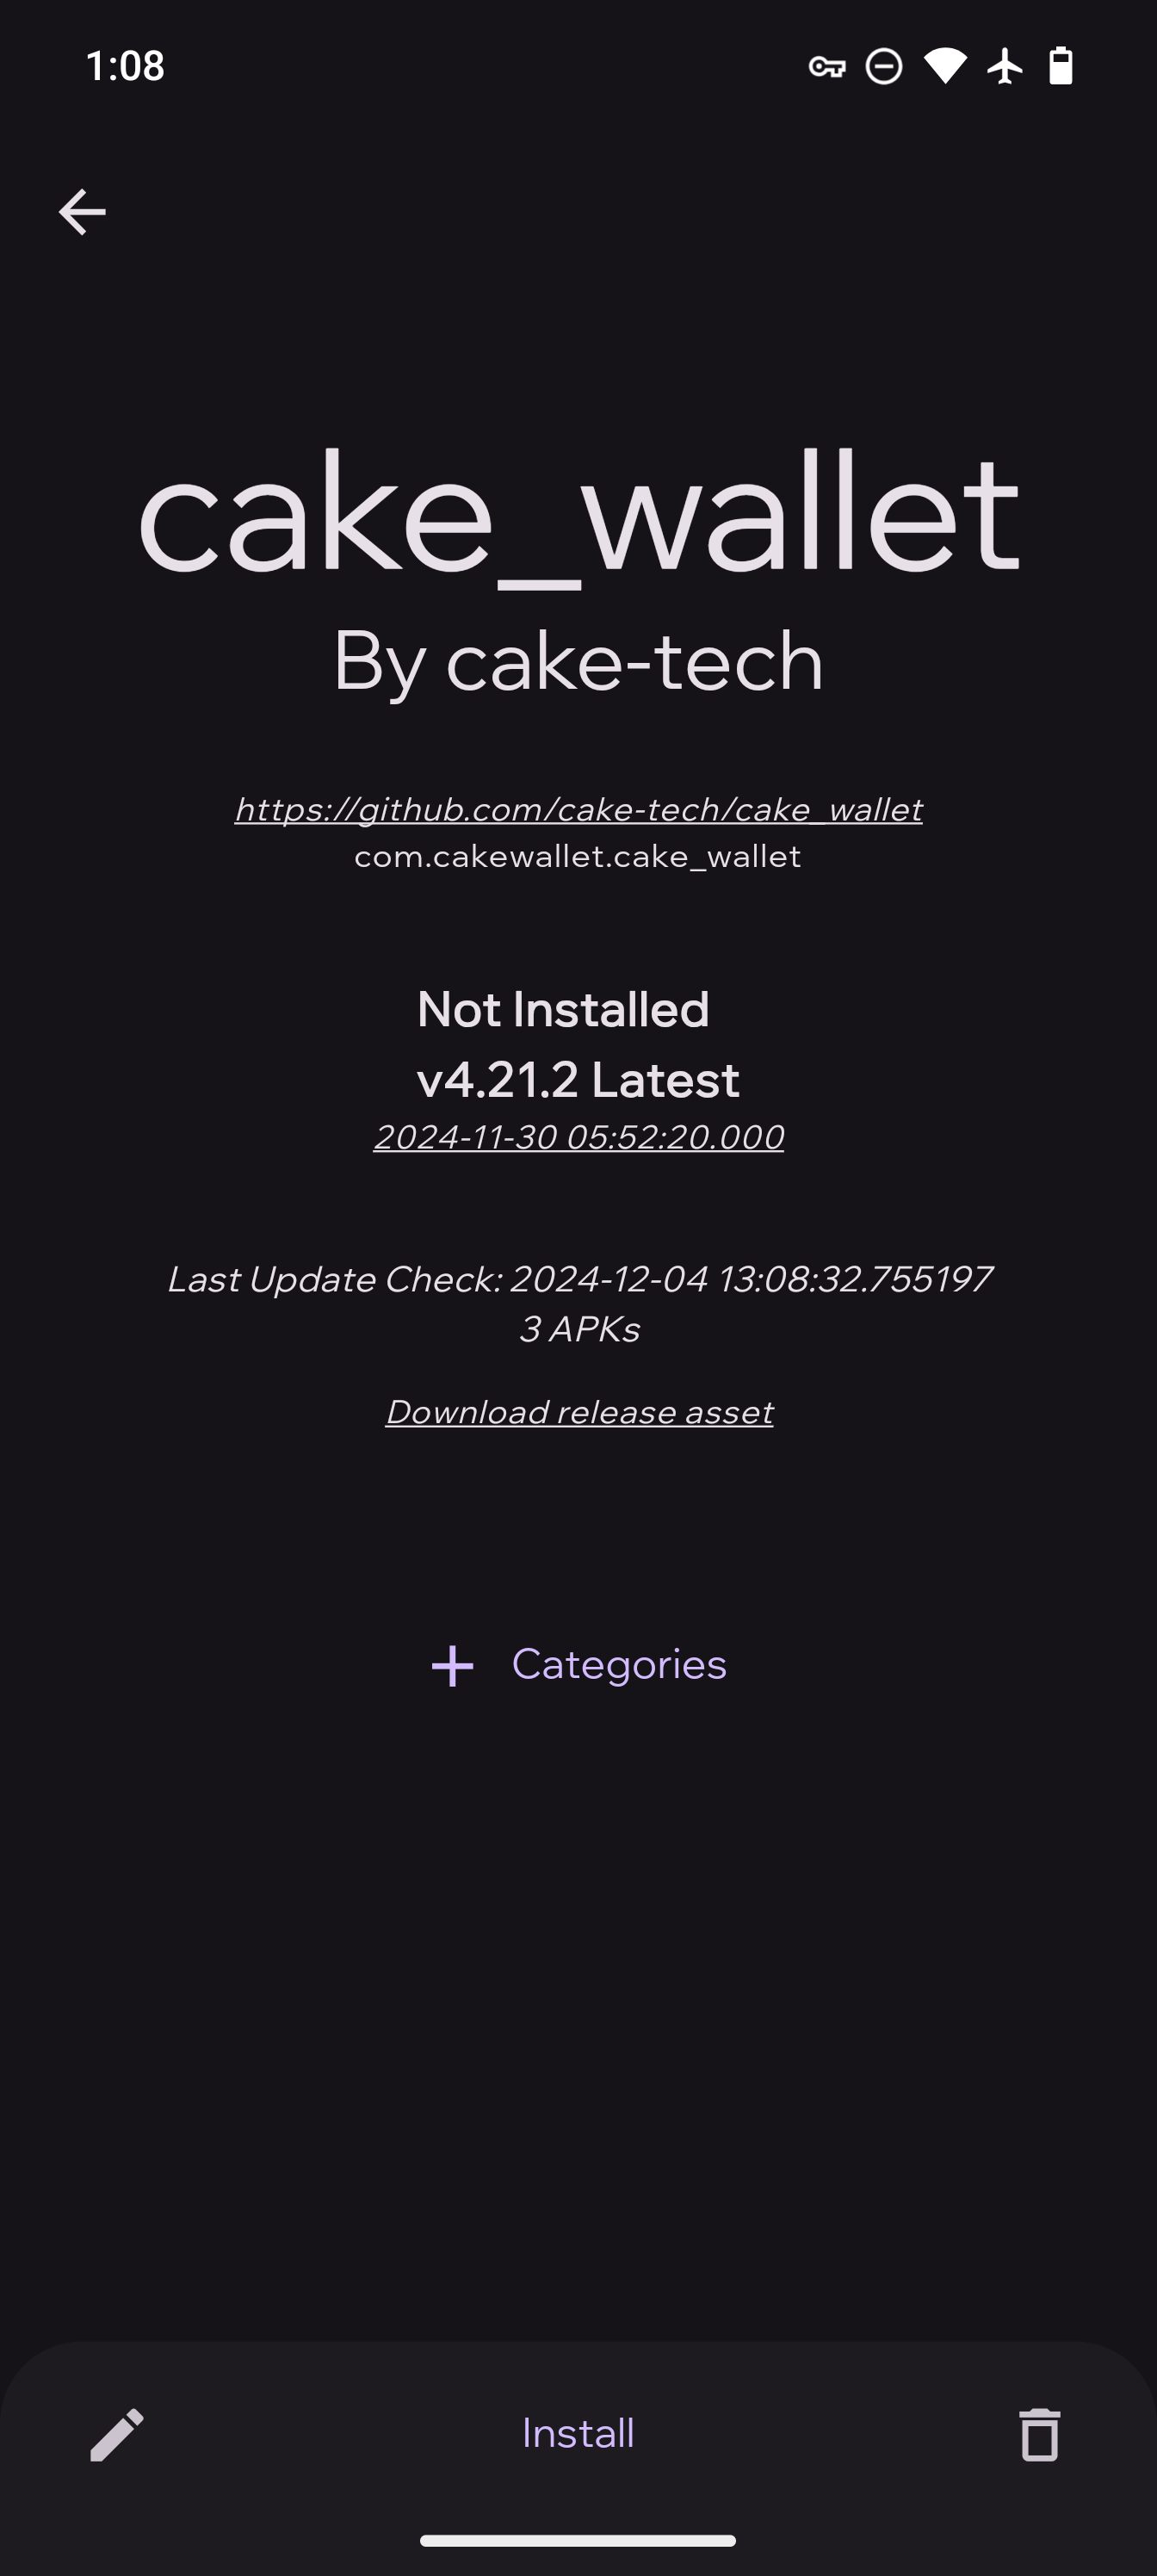 1:08
cake_wallet
By cake-tech
https://github.com/cake-tech/cake_wallet
com.cakewallet.cake_wallet
Not Installed
v4.21.2 Latest
2024-11-30 05:52:20.000
Last Update Check: 2024-12-04 13:08:32.755197
3 APKs
Download release asset
Categories
Install